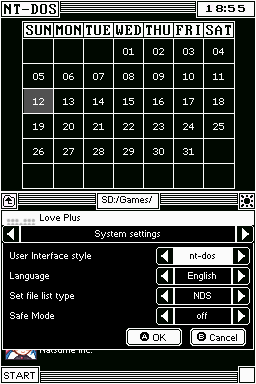 NT-DOS 18:55
SUN MON TUE WED THU FRI SAT
01 02 03 04
05 06 07 08 09 10 11
12 13 14 15 16 17 18
19 20 21 22 23 24 25
26 27 28 29 30 31
SD:/Games/
Love Plus
System settings
User Interface style nt-dos
Language English
Set file list type NDS
Safe Mode off
A OK B Cancel
Natsume Inc.
START